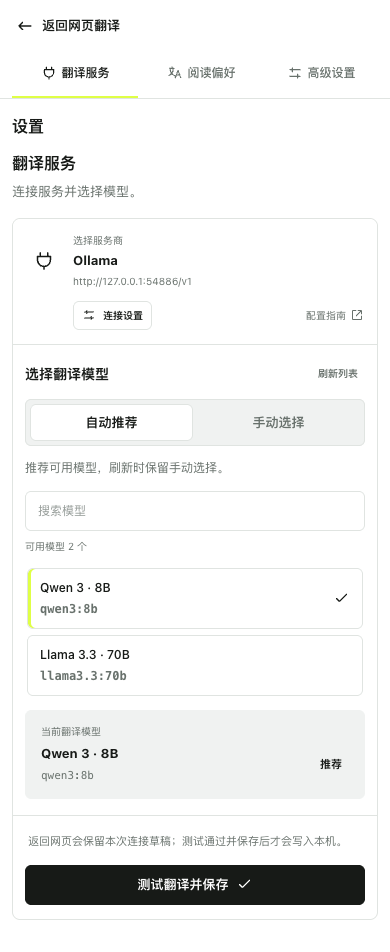 返回网页翻译
翻译服务
阅读偏好
高级设置
设置
翻译服务
连接服务并选择模型。
选择服务商
Ollama
http://127.0.0.1:54886/v1
连接设置
配置指南
选择翻译模型
刷新列表
自动推荐
手动选择
推荐可用模型，刷新时保留手动选择。
搜索模型
可用模型 2 个
Qwen 3 · 8B
qwen3:8b
Llama 3.3 · 70B
llama3.3:70b
当前翻译模型
Qwen 3 · 8B
推荐
qwen3:8b
返回网页会保留本次连接草稿；测试通过并保存后才会写入本机。
测试翻译并保存